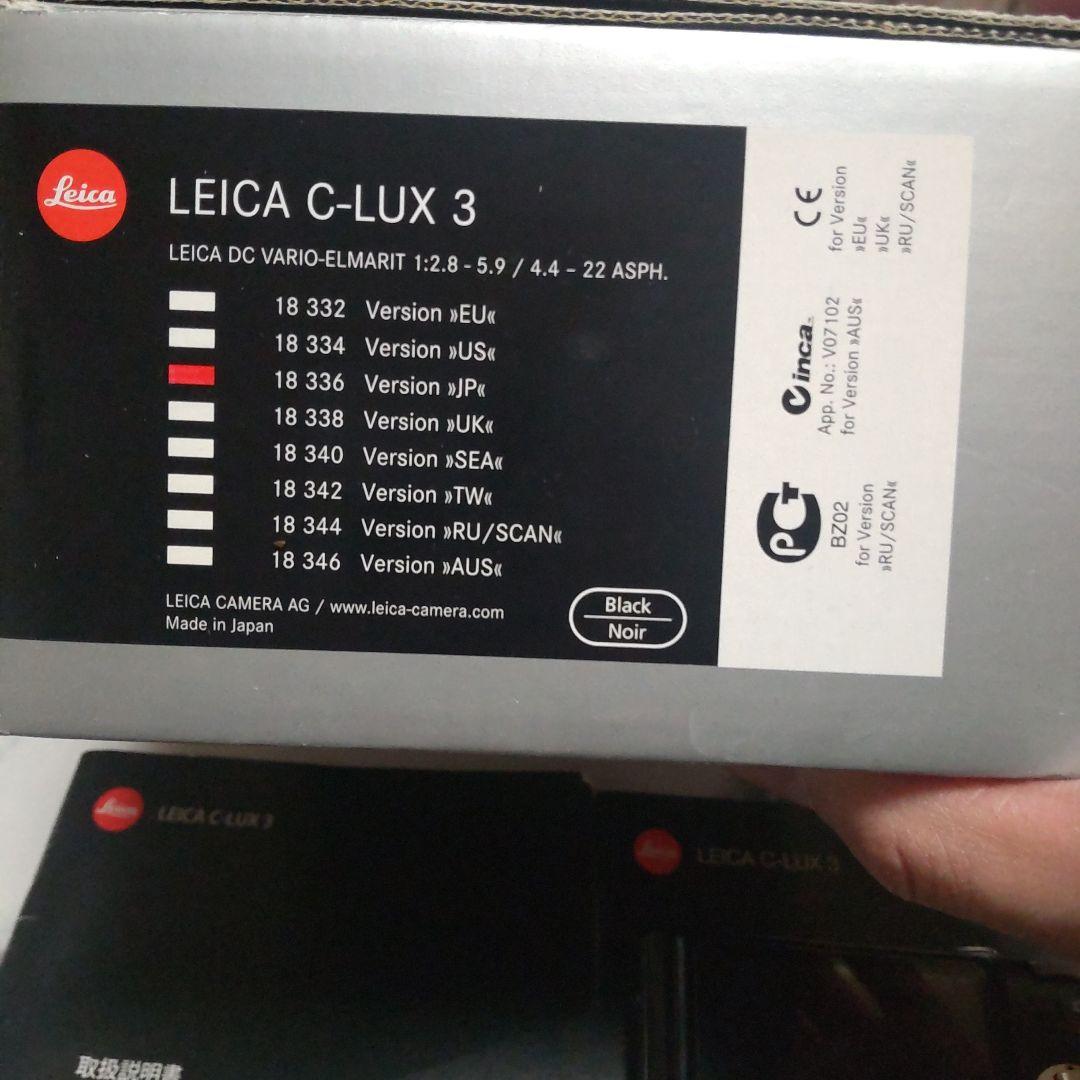 Leica
LEICA C-LUX 3
LEICA DC VARIO-ELMARIT 1:2.8 - 5.9 / 4.4 - 22 ASPH.
18 332 Version »EU«
18 334 Version »US«
18 336 Version »JP«
18 338 Version »UK«
18 340 Version »SEA«
18 342 Version »TW«
18 344 Version »RU/SCAN«
18 346 Version »AUS«
LEICA CAMERA AG / www.leica-camera.com
Made in Japan
Black
Noir
CE
for Version
»EU«
»UK«
»RU/SCAN«
inca
App. No.: V07102
for Version »AUS«
PCT
BZ02
for Version
»RU/SCAN«
Leica
LEICA C-LUX 3
Leica
LEICA C-LUX 3
取扱説明書